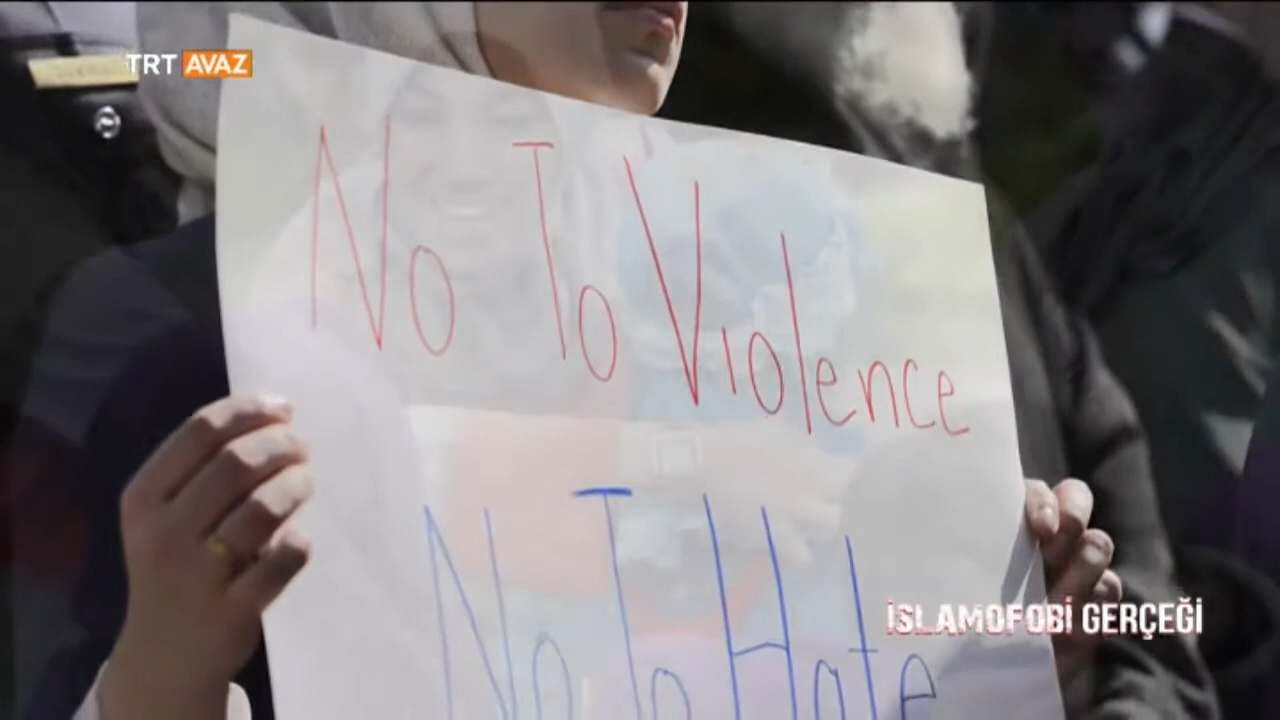 TRT AVAZ
No To Violence
No To Hate
İSLAMOFOBİ GERÇEĞİ